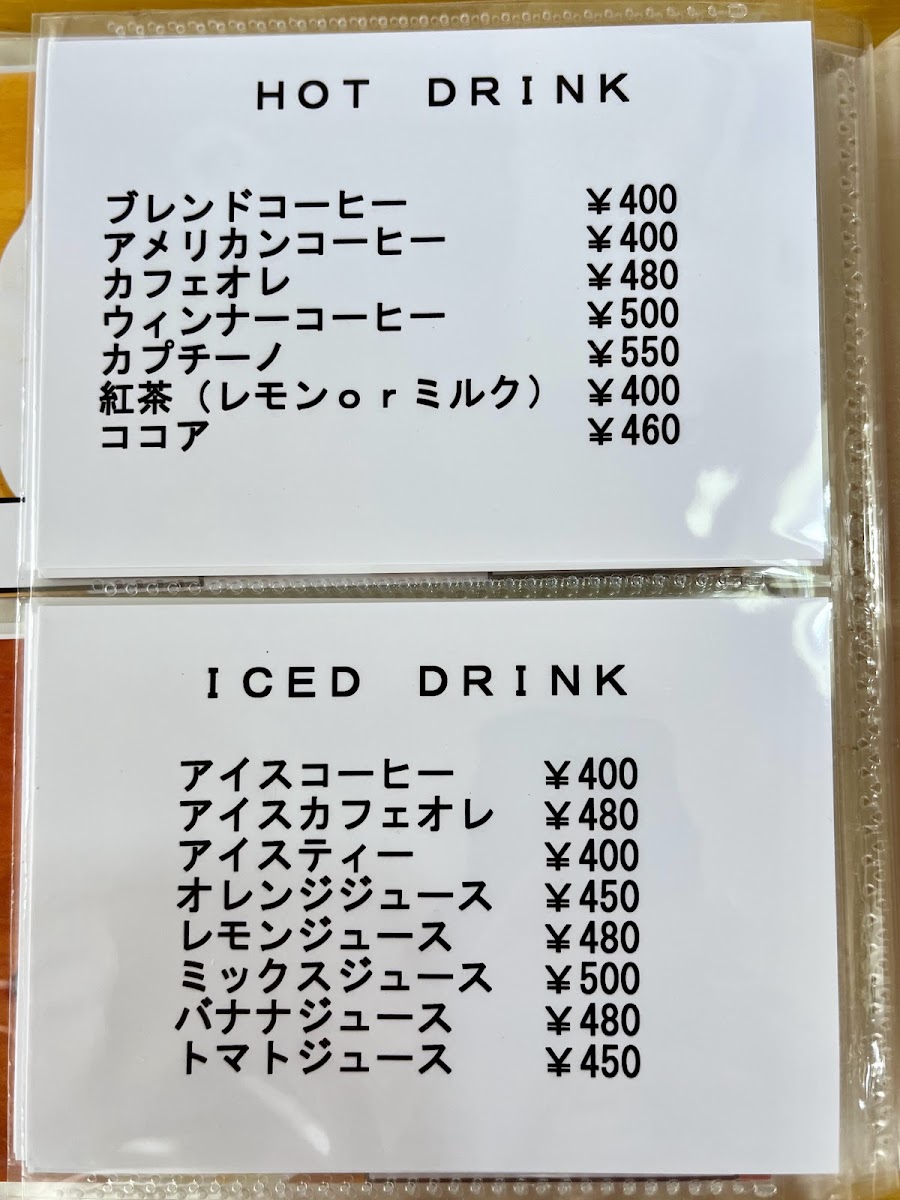 ＨＯＴ　ＤＲＩＮＫ
ブレンドコーヒー ￥400
アメリカンコーヒー ￥400
カフェオレ ￥480
ウィンナーコーヒー ￥500
カプチーノ ￥550
紅茶（レモンｏｒミルク） ￥400
ココア ￥460
ＩＣＥＤ　ＤＲＩＮＫ
アイスコーヒー ￥400
アイスカフェオレ ￥480
アイスティー ￥400
オレンジジュース ￥450
レモンジュース ￥480
ミックスジュース ￥500
バナナジュース ￥480
トマトジュース ￥450